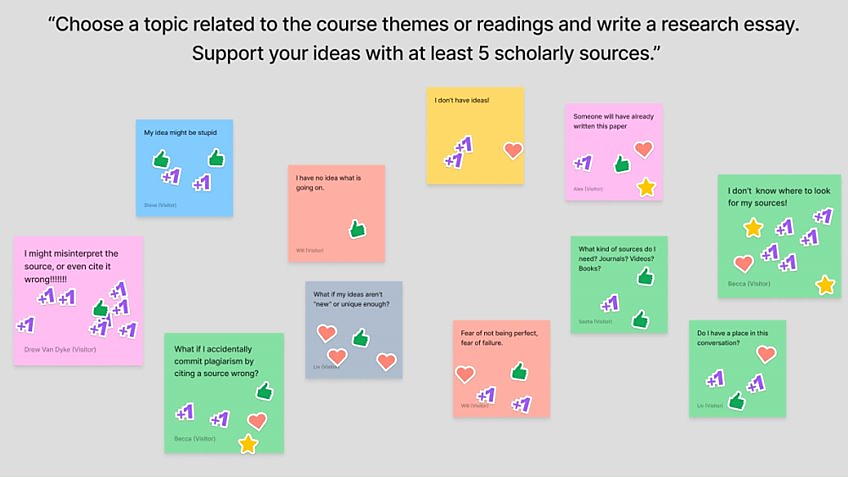 “Choose a topic related to the course themes or readings and write a research essay.
Support your ideas with at least 5 scholarly sources.”
I don't have ideas!
+1
+1
Someone will have already
written this paper
+1
Alex (Visitor)
My idea might be stupid
+1
+1
Steve (Visitor)
I have no idea what is
going on.
Will (Visitor)
I don't know where to look
for my sources!
+1
+1
+1
+1
+1
Becca (Visitor)
I might misinterpret the
source, or even cite it
wrong!!!!!!!
+1
+1
+1
+1
+1
+1
+1
Drew Van Dyke (Visitor)
What kind of sources do I
need? Journals? Videos?
Books?
+1
(Visitor)
What if my ideas aren't
"new" or unique enough?
Liv (Visitor)
What if I accidentally
commit plagiarism by
citing a source wrong?
+1
+1
Becca (Visitor)
Fear of not being perfect,
fear of failure.
+1
+1
Will (Visitor)
Do I have a place in this
conversation?
+1
+1
Liv (Visitor)